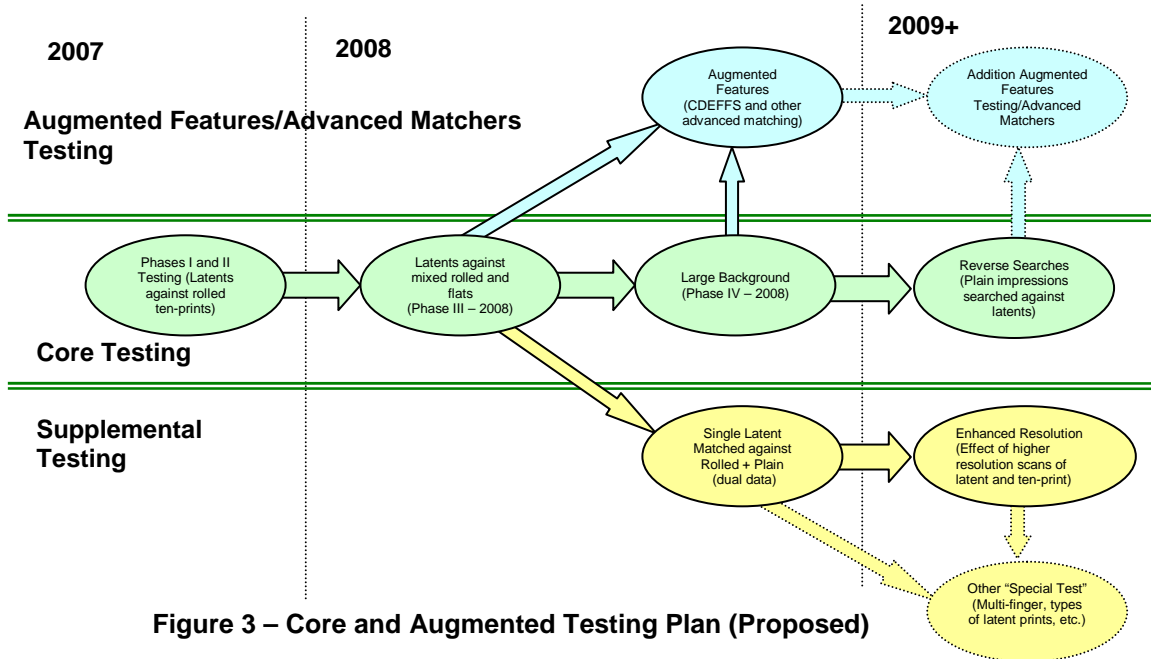 2007
2008
2009+
Augmented
Features
(CDEFFS and other
advanced matching)
Addition Augmented
Features
Testing/Advanced
Matchers
Augmented Features/Advanced Matchers
Testing
Phases I and II
Testing (Latents
against rolled
ten-prints)
Latents against
mixed rolled and
flats
(Phase III – 2008)
Large Background
(Phase IV – 2008)
Reverse Searches
(Plain impressions
searched against
latents)
Core Testing
Supplemental
Testing
Single Latent
Matched against
Rolled + Plain
(dual data)
Enhanced Resolution
(Effect of higher
resolution scans of
latent and ten-print)
Other “Special Test”
(Multi-finger, types
of latent prints, etc.)
Figure 3 – Core and Augmented Testing Plan (Proposed)